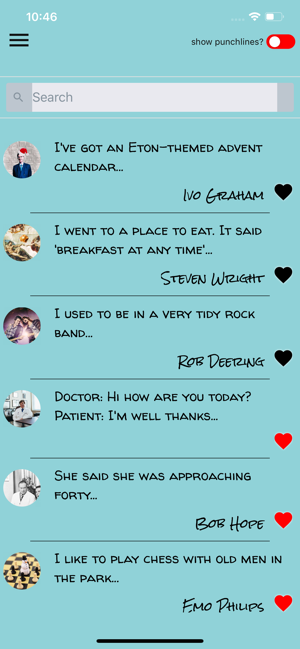 10:46
show punchlines?
Search
I've got an Eton-themed advent
calendar...
Ivo Graham
I went to a place to eat. It said
'breakfast at any time'...
Steven Wright
I used to be in a very tidy rock
band...
Rob Deering
Doctor: Hi how are you today?
Patient: I'm well thanks...
She said she was approaching
forty...
Bob Hope
I like to play chess with old men in
the park...
Emo Philips